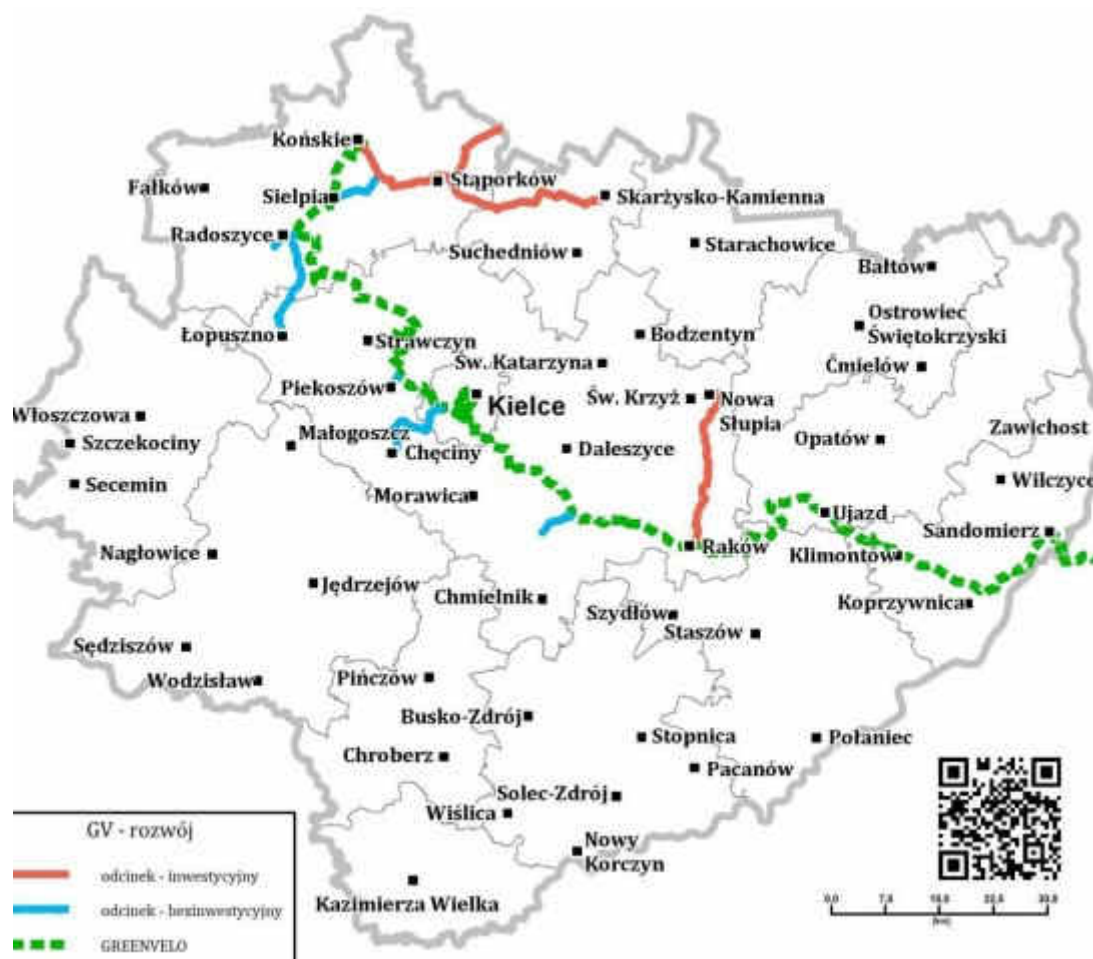 Końskie
Fałków
Sielpia
Stąporków
Skarżysko-Kamienna
Radoszyce
Suchedniów
Starachowice
Bałtów
Łopuszno
Strawczyn
Bodzentyn
Ostrowiec
Świętokrzyski
Św. Katarzyna
Ćmielów
Piekoszów
Kielce
Św. Krzyż
Nowa
Słupia
Włoszczowa
Szczekociny
Małogoszcz
Chęciny
Daleszyce
Opatów
Zawichost
Secemin
Morawica
Wilczyce
Ujazd
Sandomierz
Nagłowice
Raków
Klimontów
Jędrzejów
Chmielnik
Szydłów
Koprzywnica
Staszów
Sędziszów
Wodzisław
Pińczów
Busko-Zdrój
Stopnica
Połaniec
Chroberz
Pacanów
Solec-Zdrój
Wiślica
Nowy
Korczyn
Kazimierza Wielka
GV - rozwój
odcinek - inwestycyjny
odcinek - bezinwestycyjny
GREENVELO
0,0